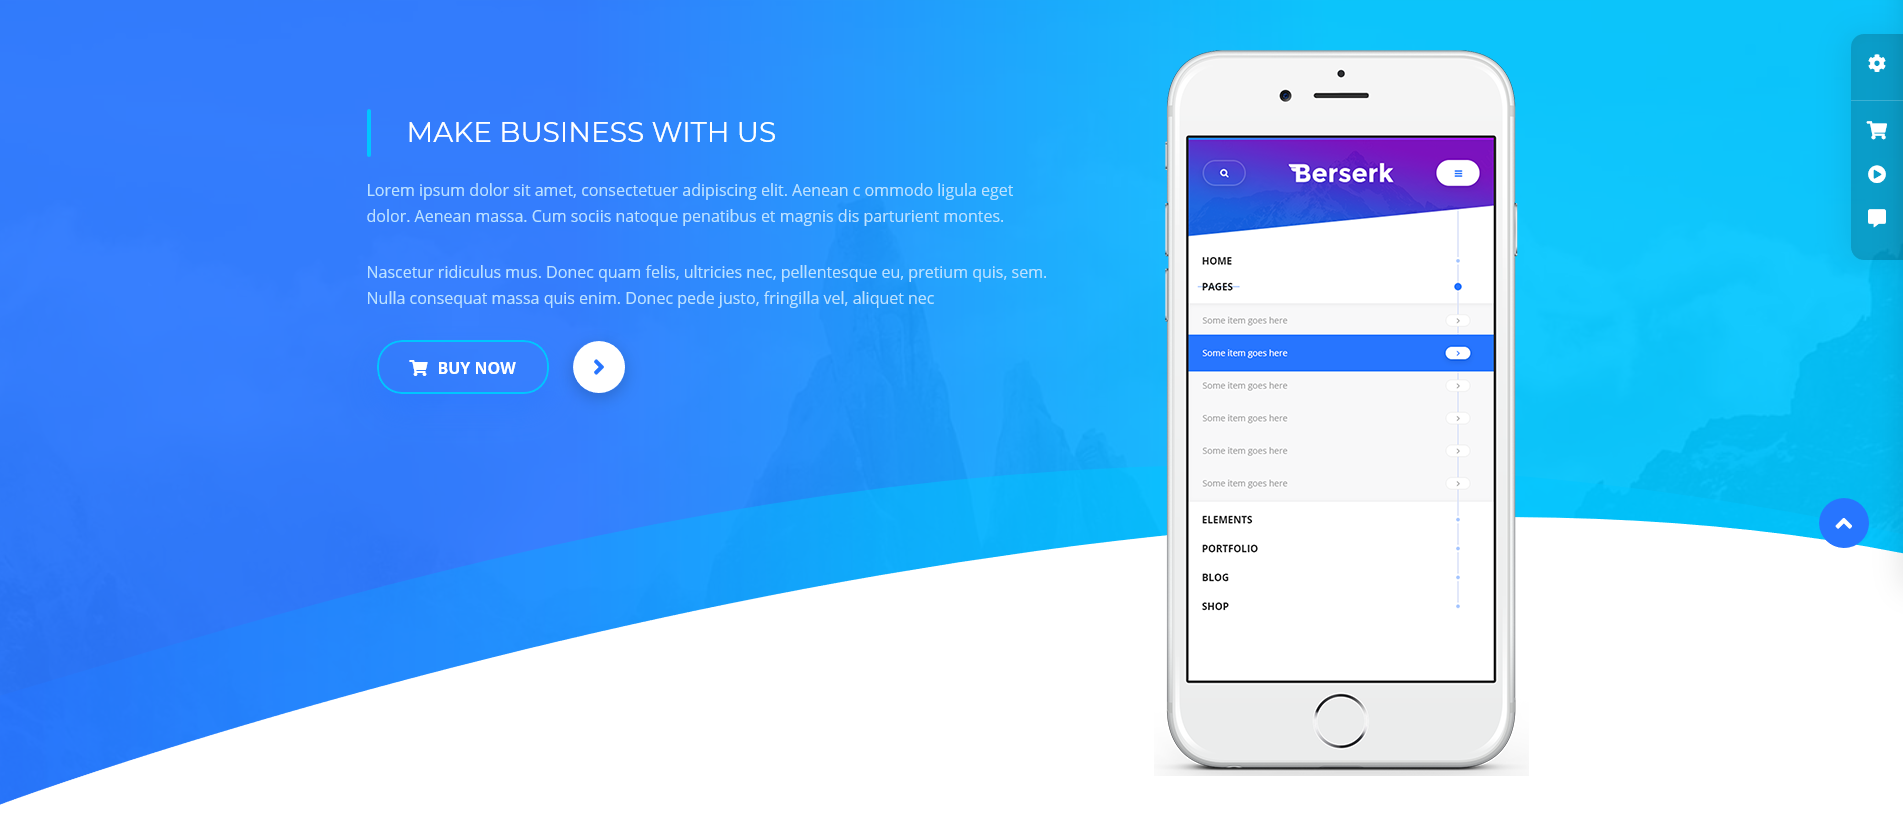 MAKE BUSINESS WITH US
Lorem ipsum dolor sit amet, consectetuer adipiscing elit. Aenean c ommodo ligula eget
dolor. Aenean massa. Cum sociis natoque penatibus et magnis dis parturient montes.
Nascetur ridiculus mus. Donec quam felis, ultricies nec, pellentesque eu, pretium quis, sem.
Nulla consequat massa quis enim. Donec pede justo, fringilla vel, aliquet nec
BUY NOW
Berserk
HOME
PAGES
Some item goes here
Some item goes here
Some item goes here
Some item goes here
Some item goes here
Some item goes here
ELEMENTS
PORTFOLIO
BLOG
SHOP